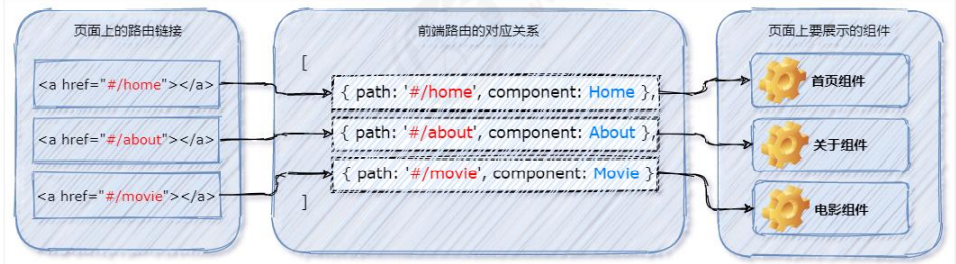 页面上的路由链接
<a href="#/home"></a>
<a href="#/about"></a>
<a href="#/movie"></a>
前端路由的对应关系
[
{ path: '#/home', component: Home },
{ path: '#/about', component: About },
{ path: '#/movie', component: Movie }
]
页面上要展示的组件
首页组件
关于组件
电影组件